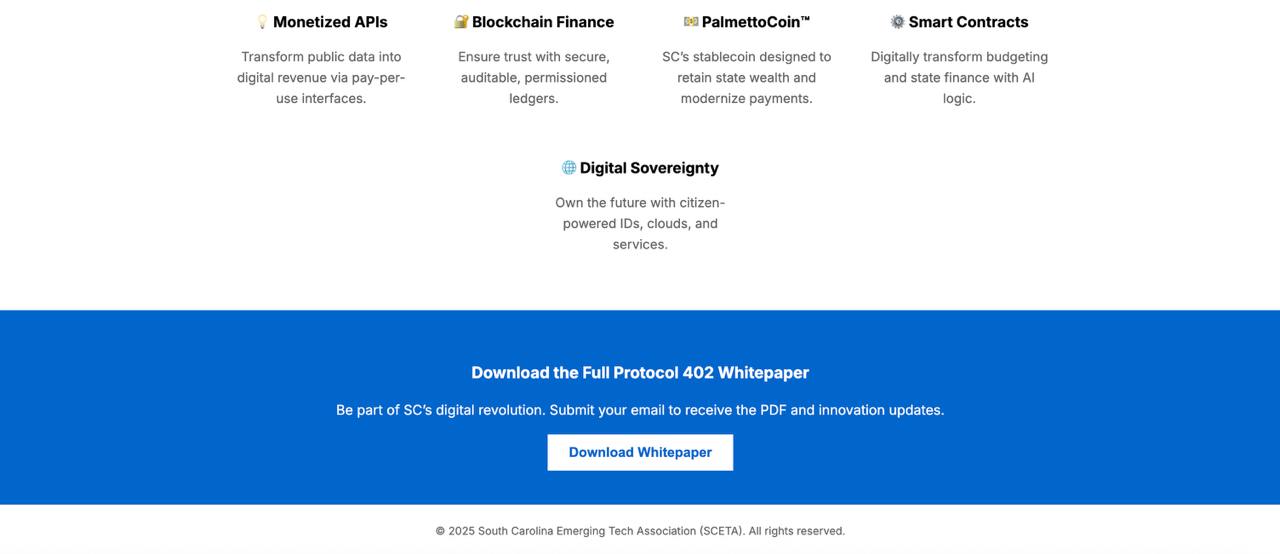 💡 Monetized APIs
Transform public data into
digital revenue via pay-per-
use interfaces.
🔐 Blockchain Finance
Ensure trust with secure,
auditable, permissioned
ledgers.
💵 PalmettoCoin™
SC’s stablecoin designed to
retain state wealth and
modernize payments.
⚙️ Smart Contracts
Digitally transform budgeting
and state finance with AI
logic.
🌐 Digital Sovereignty
Own the future with citizen-
powered IDs, clouds, and
services.
Download the Full Protocol 402 Whitepaper
Be part of SC’s digital revolution. Submit your email to receive the PDF and innovation updates.
Download Whitepaper
© 2025 South Carolina Emerging Tech Association (SCETA). All rights reserved.